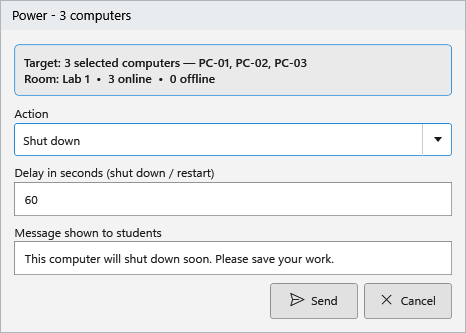 Power - 3 computers
Target: 3 selected computers — PC-01, PC-02, PC-03
Room: Lab 1 • 3 online • 0 offline
Action
Shut down
Delay in seconds (shut down / restart)
60
Message shown to students
This computer will shut down soon. Please save your work.
Send
Cancel